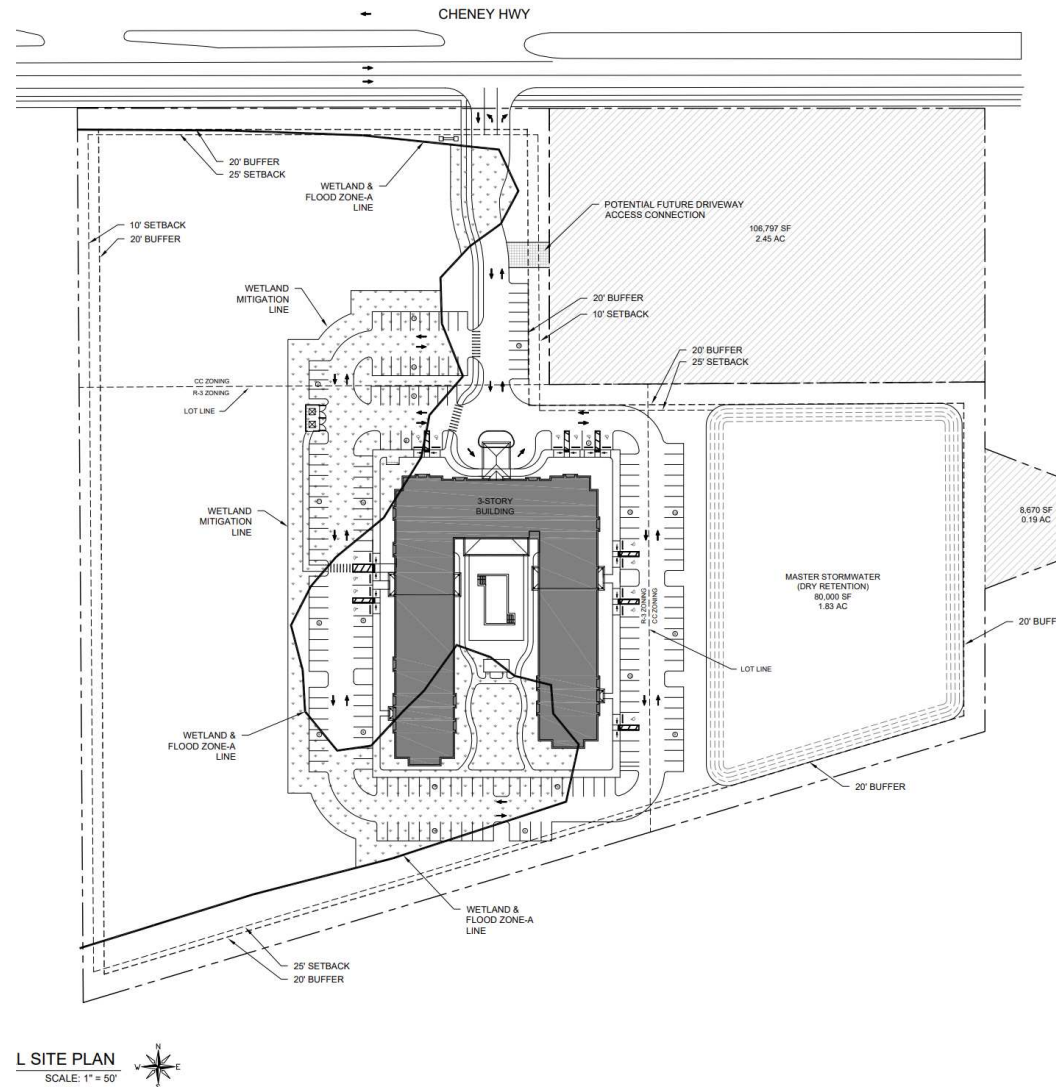 CHENEY HWY
20' BUFFER
25' SETBACK
WETLAND &
FLOOD ZONE-A
LINE
10' SETBACK
20' BUFFER
POTENTIAL FUTURE DRIVEWAY
ACCESS CONNECTION
106,797 SF
2.45 AC
WETLAND
MITIGATION
LINE
20' BUFFER
10' SETBACK
20' BUFFER
25' SETBACK
CC ZONING
R-3 ZONING
LOT LINE
WETLAND
MITIGATION
LINE
3-STORY
BUILDING
8,670 SF
0.19 AC
MASTER STORMWATER
(DRY RETENTION)
80,000 SF
1.83 AC
R-3 ZONING
CC ZONING
20' BUFF
LOT LINE
WETLAND &
FLOOD ZONE-A
LINE
20' BUFFER
WETLAND &
FLOOD ZONE-A
LINE
25' SETBACK
20' BUFFER
L SITE PLAN
SCALE: 1" = 50'
N
W E
S